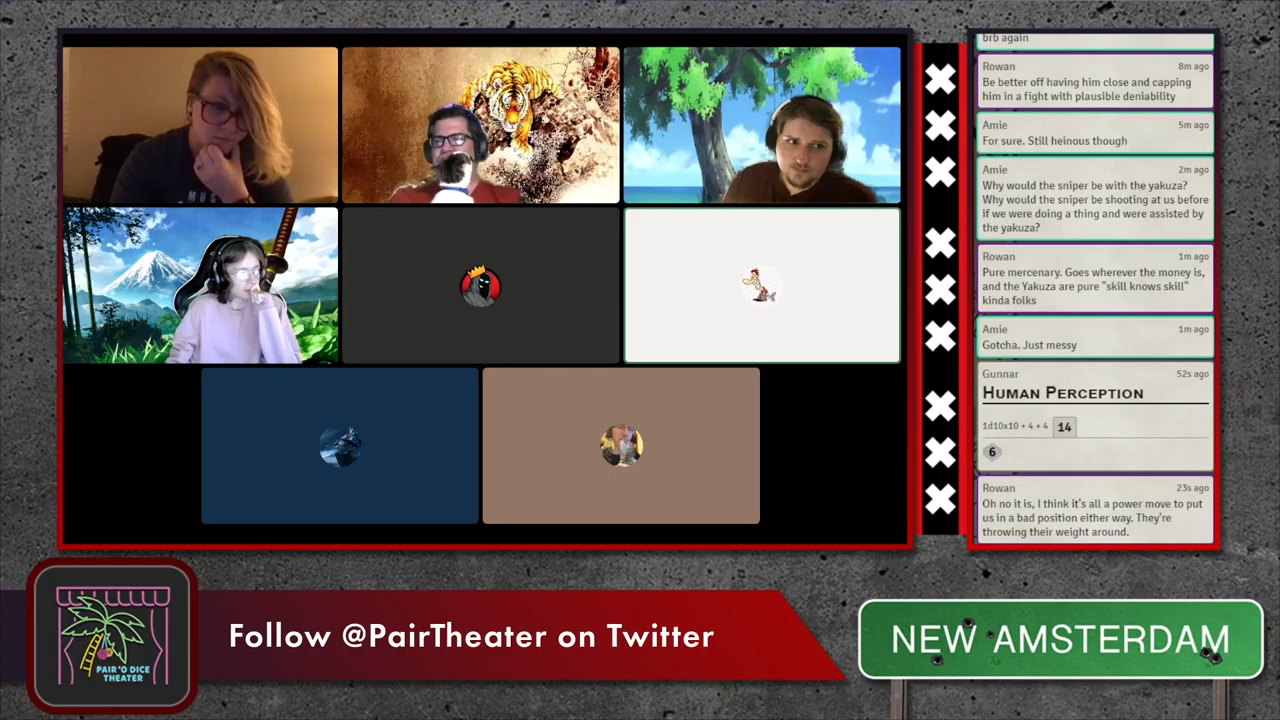 brb again
Rowan 8m ago
Be better off having him close and capping
him in a fight with plausible deniability
Amie 5m ago
For sure. Still heinous though
Amie 2m ago
Why would the sniper be with the yakuza?
Why would the sniper be shooting at us before
if we were doing a thing and were assisted by
the yakuza?
Rowan 1m ago
Pure mercenary. Goes wherever the money is,
and the Yakuza are pure "skill knows skill"
kinda folks
Amie 1m ago
Gotcha. Just messy
Gunnar 52s ago
HUMAN PERCEPTION
1d10x10 + 4 + 4 14
6
Rowan 23s ago
Oh no it is, I think it's all a power move to put
us in a bad position either way. They're
throwing their weight around.
MUS
PAIR'O DICE
THEATER
Follow @PairTheater on Twitter
NEW AMSTERDAM